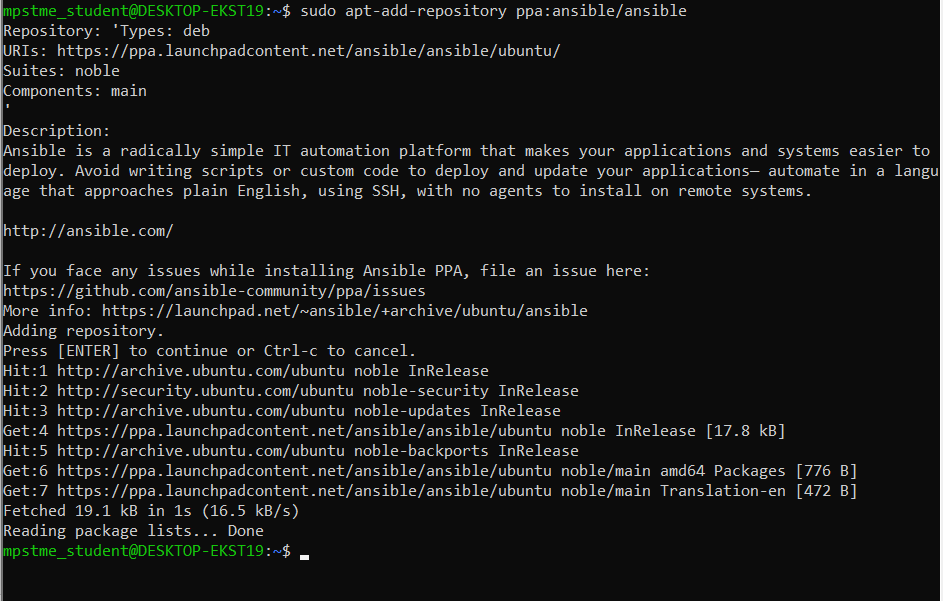 mpstme_student@DESKTOP-EKST19:~$ sudo apt-add-repository ppa:ansible/ansible
Repository: 'Types: deb
URIs: https://ppa.launchpadcontent.net/ansible/ansible/ubuntu/
Suites: noble
Components: main
'
Description:
Ansible is a radically simple IT automation platform that makes your applications and systems easier to
deploy. Avoid writing scripts or custom code to deploy and update your applications— automate in a langu
age that approaches plain English, using SSH, with no agents to install on remote systems.
http://ansible.com/
If you face any issues while installing Ansible PPA, file an issue here:
https://github.com/ansible-community/ppa/issues
More info: https://launchpad.net/~ansible/+archive/ubuntu/ansible
Adding repository.
Press [ENTER] to continue or Ctrl-c to cancel.
Hit:1 http://archive.ubuntu.com/ubuntu noble InRelease
Hit:2 http://security.ubuntu.com/ubuntu noble-security InRelease
Hit:3 http://archive.ubuntu.com/ubuntu noble-updates InRelease
Get:4 https://ppa.launchpadcontent.net/ansible/ansible/ubuntu noble InRelease [17.8 kB]
Hit:5 http://archive.ubuntu.com/ubuntu noble-backports InRelease
Get:6 https://ppa.launchpadcontent.net/ansible/ansible/ubuntu noble/main amd64 Packages [776 B]
Get:7 https://ppa.launchpadcontent.net/ansible/ansible/ubuntu noble/main Translation-en [472 B]
Fetched 19.1 kB in 1s (16.5 kB/s)
Reading package lists... Done
mpstme_student@DESKTOP-EKST19:~$